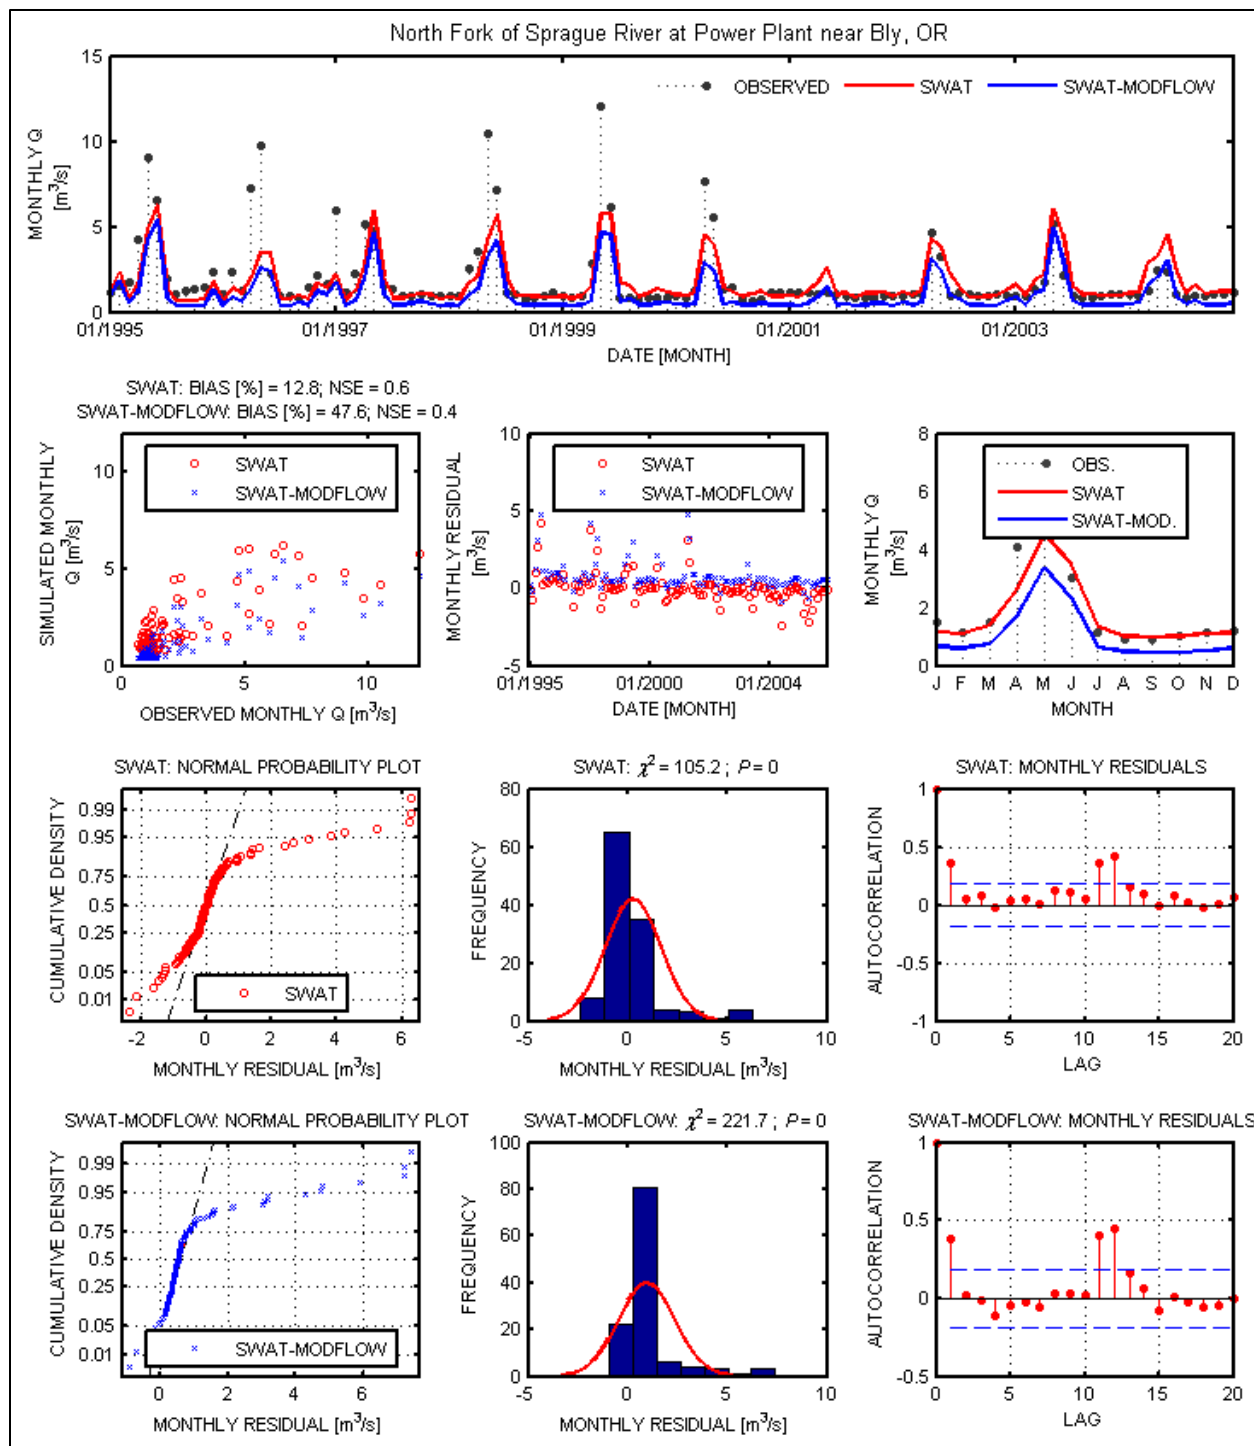 North Fork of Sprague River at Power Plant near Bly, OR
15
10
5
0
MONTHLY Q
[m³/s]
OBSERVED
SWAT
SWAT-MODFLOW
01/1995
01/1997
01/1999
01/2001
01/2003
DATE [MONTH]
SWAT: BIAS [%] = 12.8; NSE = 0.6
SWAT-MODFLOW: BIAS [%] = 47.6; NSE = 0.4
SIMULATED MONTHLY
Q [m³/s]
10
5
0
SWAT
SWAT-MODFLOW
0
5
10
OBSERVED MONTHLY Q [m³/s]
MONTHLY RESIDUAL
[m³/s]
10
5
0
-5
SWAT
SWAT-MODFLOW
01/1995
01/2000
01/2004
DATE [MONTH]
MONTHLY Q
[m³/s]
8
6
4
2
0
OBS.
SWAT
SWAT-MOD.
J F M A M J J A S O N D
MONTH
SWAT: NORMAL PROBABILITY PLOT
CUMULATIVE DENSITY
0.99
0.95
0.75
0.5
0.25
0.05
0.01
SWAT
-2
0
2
4
6
MONTHLY RESIDUAL [m³/s]
SWAT: χ² = 105.2 ; P = 0
FREQUENCY
80
60
40
20
0
-5
0
5
10
MONTHLY RESIDUAL [m³/s]
SWAT: MONTHLY RESIDUALS
AUTOCORRELATION
1
0.5
0
-0.5
-1
0
5
10
15
20
LAG
SWAT-MODFLOW: NORMAL PROBABILITY PLOT
CUMULATIVE DENSITY
0.99
0.95
0.75
0.5
0.25
0.05
0.01
SWAT-MODFLOW
0
2
4
6
MONTHLY RESIDUAL [m³/s]
SWAT-MODFLOW: χ² = 221.7 ; P = 0
FREQUENCY
100
80
60
40
20
0
-5
0
5
10
MONTHLY RESIDUAL [m³/s]
SWAT-MODFLOW: MONTHLY RESIDUALS
AUTOCORRELATION
1
0.5
0
-0.5
0
5
10
15
20
LAG